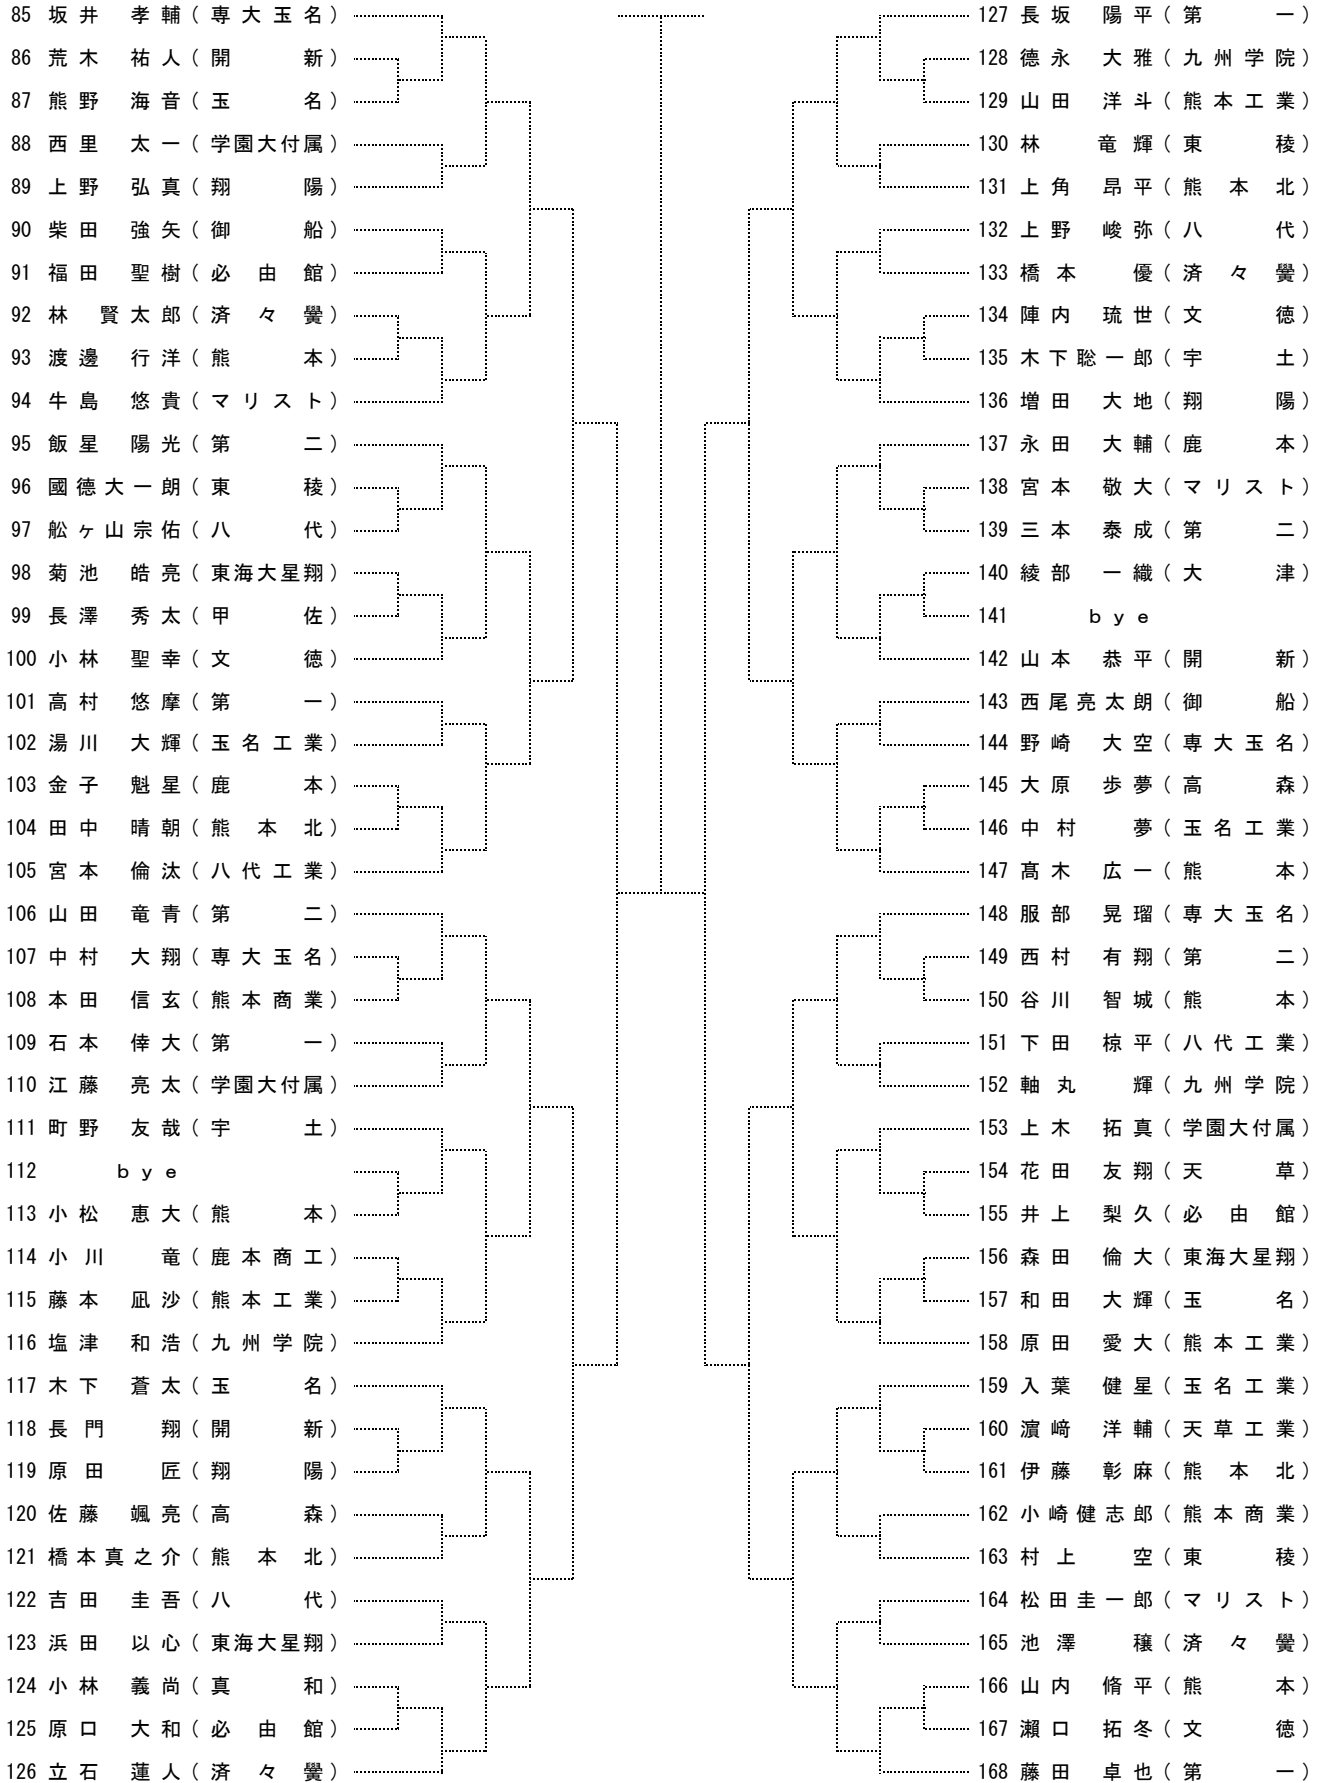 85 坂井 孝輔（専大玉名）
86 荒木 祐人（開新）
87 熊野 海音（玉名）
88 西里 太一（学園大付属）
89 上野 弘真（翔陽）
90 柴田 強矢（御船）
91 福田 聖樹（必由館）
92 林 賢太郎（済々黌）
93 渡邊 行洋（熊本）
94 牛島 悠貴（マリスト）
95 飯星 陽光（第二）
96 國德大一朗（東稜）
97 舩ヶ山宗佑（八代）
98 菊池 皓亮（東海大星翔）
99 長澤 秀太（甲佐）
100 小林 聖幸（文徳）
101 高村 悠摩（第一）
102 湯川 大輝（玉名工業）
103 金子 魁星（鹿本）
104 田中 晴朝（熊本北）
105 宮本 倫汰（八代工業）
106 山田 竜青（第二）
107 中村 大翔（専大玉名）
108 本田 信玄（熊本商業）
109 石本 倖大（第一）
110 江藤 亮太（学園大付属）
111 町野 友哉（宇土）
112 ｂｙｅ
113 小松 恵大（熊本）
114 小川 竜（鹿本商工）
115 藤本 凪沙（熊本工業）
116 塩津 和浩（九州学院）
117 木下 蒼太（玉名）
118 長門 翔（開新）
119 原田 匠（翔陽）
120 佐藤 颯亮（高森）
121 橋本真之介（熊本北）
122 吉田 圭吾（八代）
123 浜田 以心（東海大星翔）
124 小林 義尚（真和）
125 原口 大和（必由館）
126 立石 蓮人（済々黌）
127 長坂 陽平（第一）
128 德永 大雅（九州学院）
129 山田 洋斗（熊本工業）
130 林 竜輝（東稜）
131 上角 昂平（熊本北）
132 上野 峻弥（八代）
133 橋本 優（済々黌）
134 陣内 琉世（文徳）
135 木下聡一郎（宇土）
136 増田 大地（翔陽）
137 永田 大輔（鹿本）
138 宮本 敬大（マリスト）
139 三本 泰成（第二）
140 綾部 一織（大津）
141 ｂｙｅ
142 山本 恭平（開新）
143 西尾亮太朗（御船）
144 野崎 大空（専大玉名）
145 大原 歩夢（高森）
146 中村 夢（玉名工業）
147 髙木 広一（熊本）
148 服部 晃瑠（専大玉名）
149 西村 有翔（第二）
150 谷川 智城（熊本）
151 下田 椋平（八代工業）
152 軸丸 輝（九州学院）
153 上木 拓真（学園大付属）
154 花田 友翔（天草）
155 井上 梨久（必由館）
156 森田 倫大（東海大星翔）
157 和田 大輝（玉名）
158 原田 愛大（熊本工業）
159 入葉 健星（玉名工業）
160 濵﨑 洋輔（天草工業）
161 伊藤 彰麻（熊本北）
162 小崎健志郎（熊本商業）
163 村上 空（東稜）
164 松田圭一郎（マリスト）
165 池澤 穣（済々黌）
166 山内 脩平（熊本）
167 瀬口 拓冬（文徳）
168 藤田 卓也（第一）